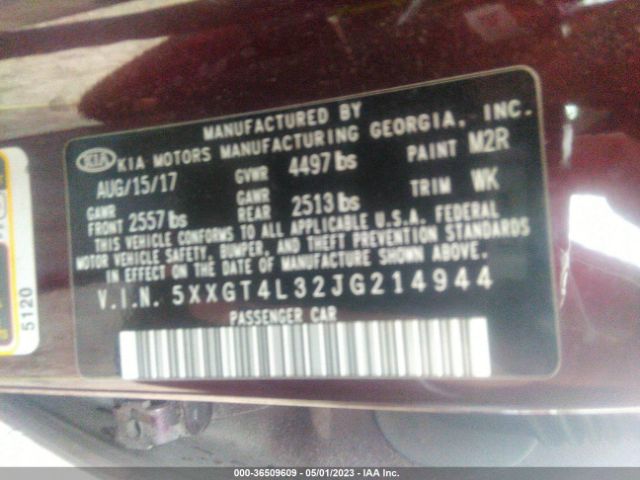 MANUFACTURED BY
KIA KIA MOTORS MANUFACTURING GEORGIA, INC.
AUG/15/17 GVWR 4497 lbs PAINT M2R
GAWR FRONT 2557 lbs GAWR REAR 2513 lbs TRIM WK
THIS VEHICLE CONFORMS TO ALL APPLICABLE U.S.A. FEDERAL
MOTOR VEHICLE SAFETY, BUMPER, AND THEFT PREVENTION STANDARDS
IN EFFECT ON THE DATE OF MANUFACTURE SHOWN ABOVE.
V.I.N. 5XXGT4L32JG214944
PASSENGER CAR
5120
000-36509609 - 05/01/2023 - IAA Inc.